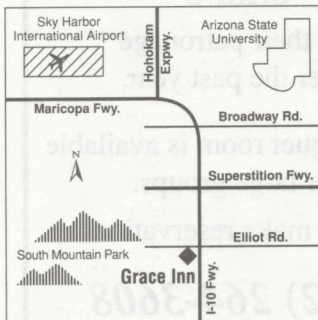 Sky Harbor
International Airport
Hohokam
Expwy.
Arizona State
University
Maricopa Fwy.
Broadway Rd.
N
Superstition Fwy.
Elliot Rd.
South Mountain Park
Grace Inn
I-10 Fwy.